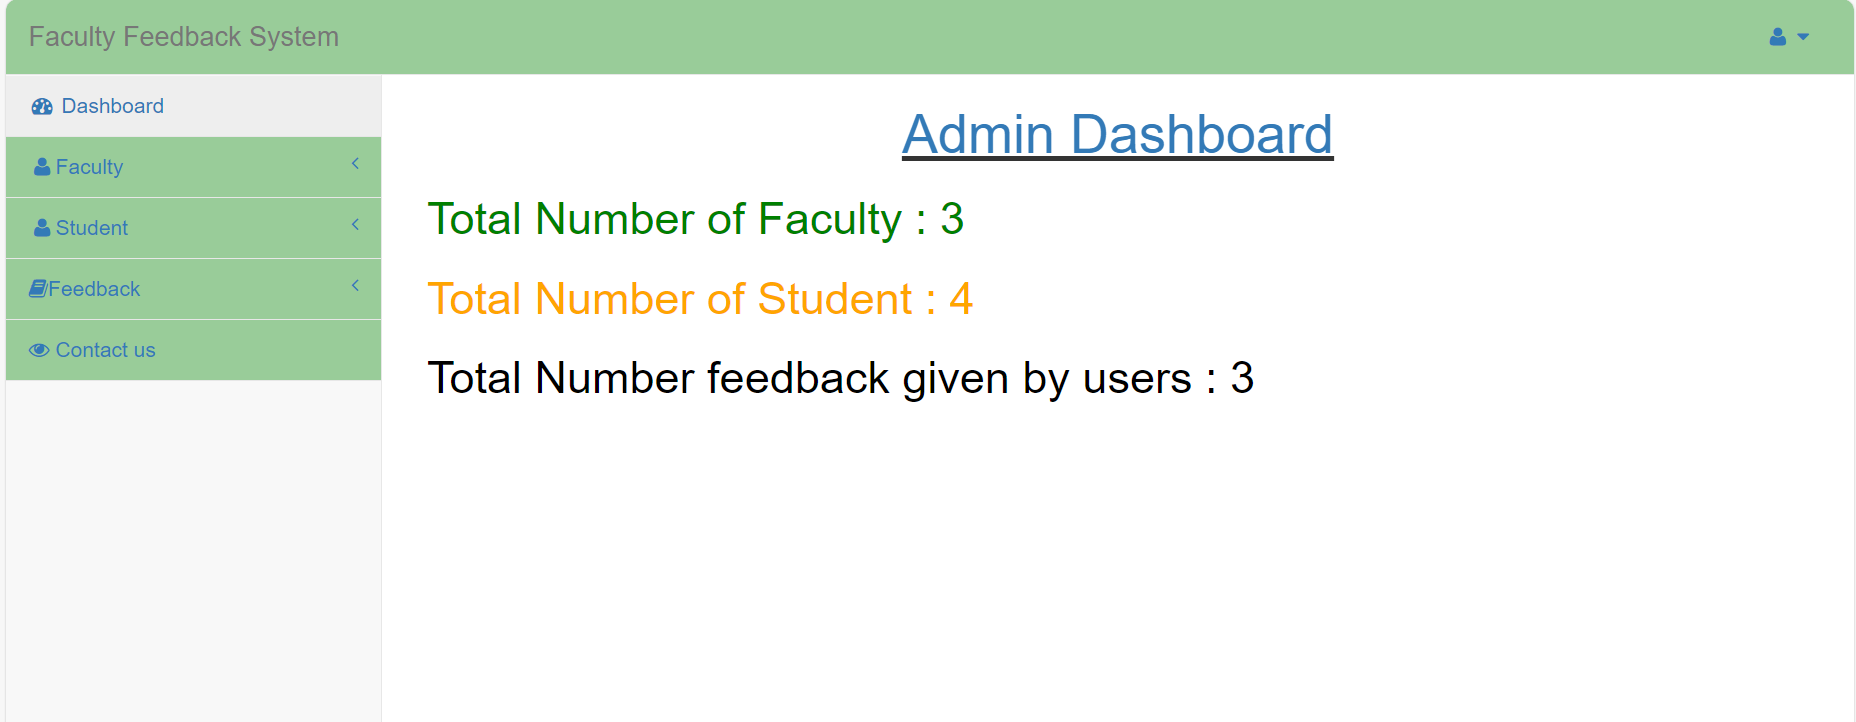 Faculty Feedback System
Dashboard
Faculty
Student
Feedback
Contact us
Admin Dashboard
Total Number of Faculty : 3
Total Number of Student : 4
Total Number feedback given by users : 3